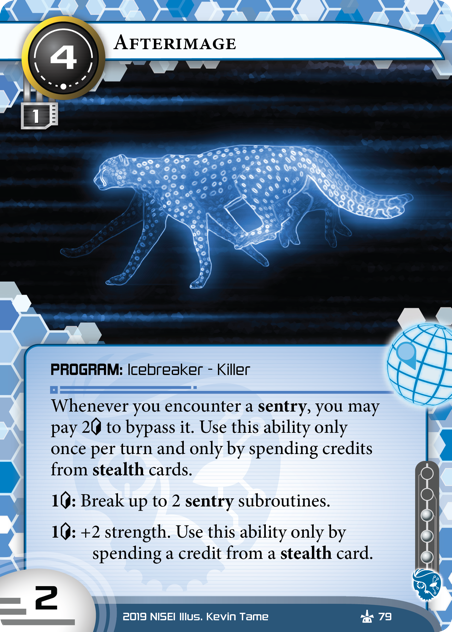 4
AFTERIMAGE
1
PROGRAM: Icebreaker - Killer
Whenever you encounter a sentry, you may
pay 2 to bypass it. Use this ability only
once per turn and only by spending credits
from stealth cards.
1: Break up to 2 sentry subroutines.
1: +2 strength. Use this ability only by
spending a credit from a stealth card.
2
2019 NISEI Illus. Kevin Tame
79